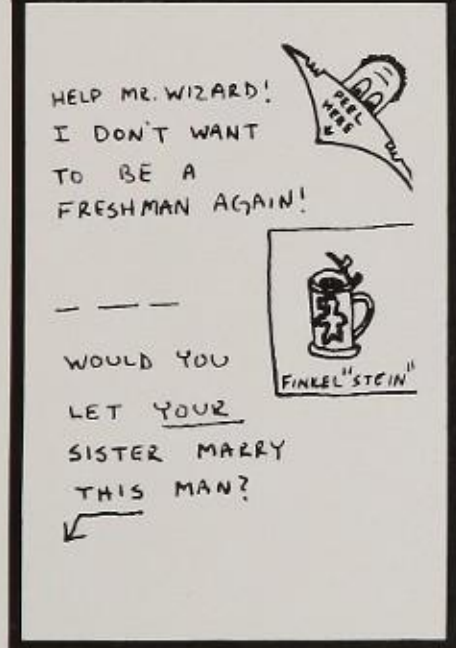 HELP MR. WIZARD!
I DON'T WANT
TO BE A
FRESHMAN AGAIN!
PEEL
HERE
FINKEL"STEIN"
WOULD YOU
LET YOUR
SISTER MARRY
THIS MAN?